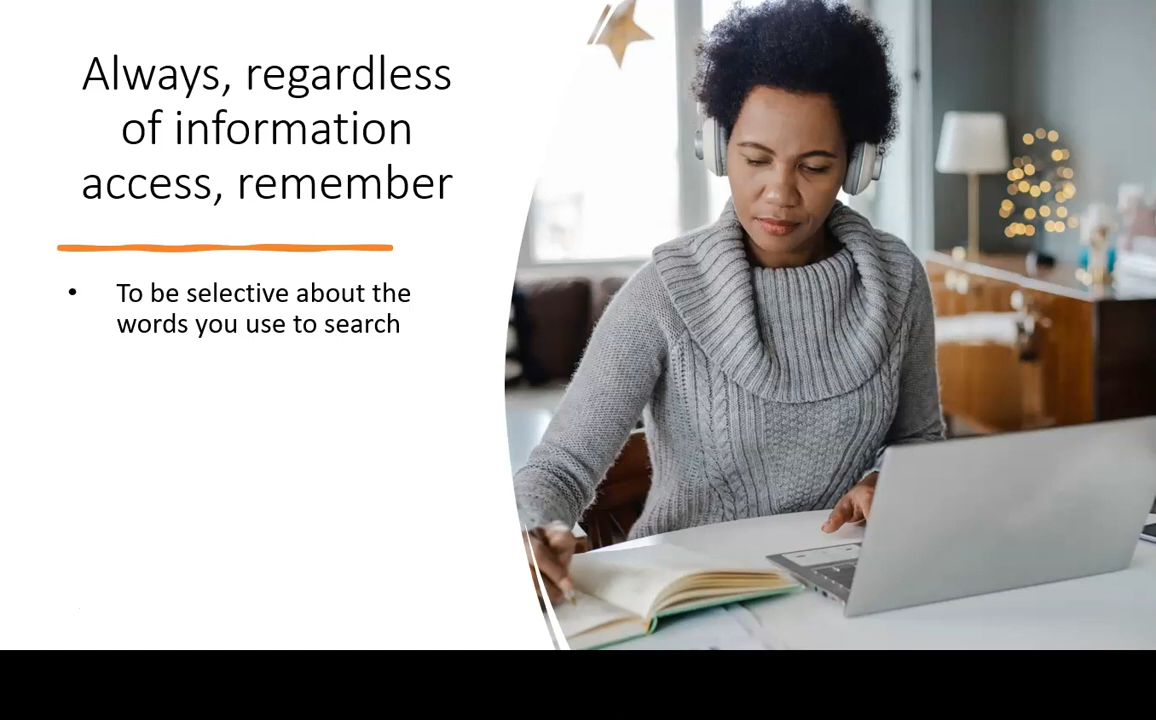 Always, regardless
of information
access, remember
• To be selective about the
words you use to search